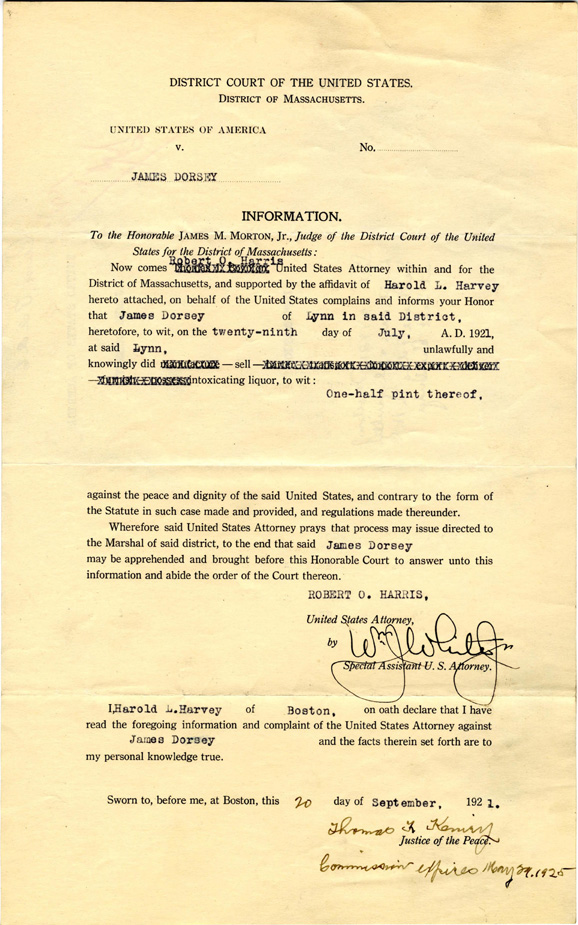 DISTRICT COURT OF THE UNITED STATES.
DISTRICT OF MASSACHUSETTS.
UNITED STATES OF AMERICA
v. No.
JAMES DORSEY
INFORMATION.
To the Honorable JAMES M. MORTON, Jr., Judge of the District Court of the United
States for the District of Massachusetts:
Robert O. Harris
Now comes United States Attorney within and for the
District of Massachusetts, and supported by the affidavit of Harold L. Harvey
hereto attached, on behalf of the United States complains and informs your Honor
that James Dorsey of Lynn in said District,
heretofore, to wit, on the twenty-ninth day of July, A. D. 1921,
at said Lynn, unlawfully and
knowingly did — sell —
ntoxicating liquor, to wit:
One-half pint thereof,
against the peace and dignity of the said United States, and contrary to the form of
the Statute in such case made and provided, and regulations made thereunder.
Wherefore said United States Attorney prays that process may issue directed to
the Marshal of said district, to the end that said James Dorsey
may be apprehended and brought before this Honorable Court to answer unto this
information and abide the order of the Court thereon.
ROBERT O. HARRIS,
United States Attorney,
by Wm J White Jr
Special Assistant U. S. Attorney.
I, Harold L. Harvey of Boston, on oath declare that I have
read the foregoing information and complaint of the United States Attorney against
James Dorsey and the facts therein set forth are to
my personal knowledge true.
Sworn to, before me, at Boston, this 20 day of September, 1921.
Thomas F
Justice of the Peace.
Commission expires May 29, 1925